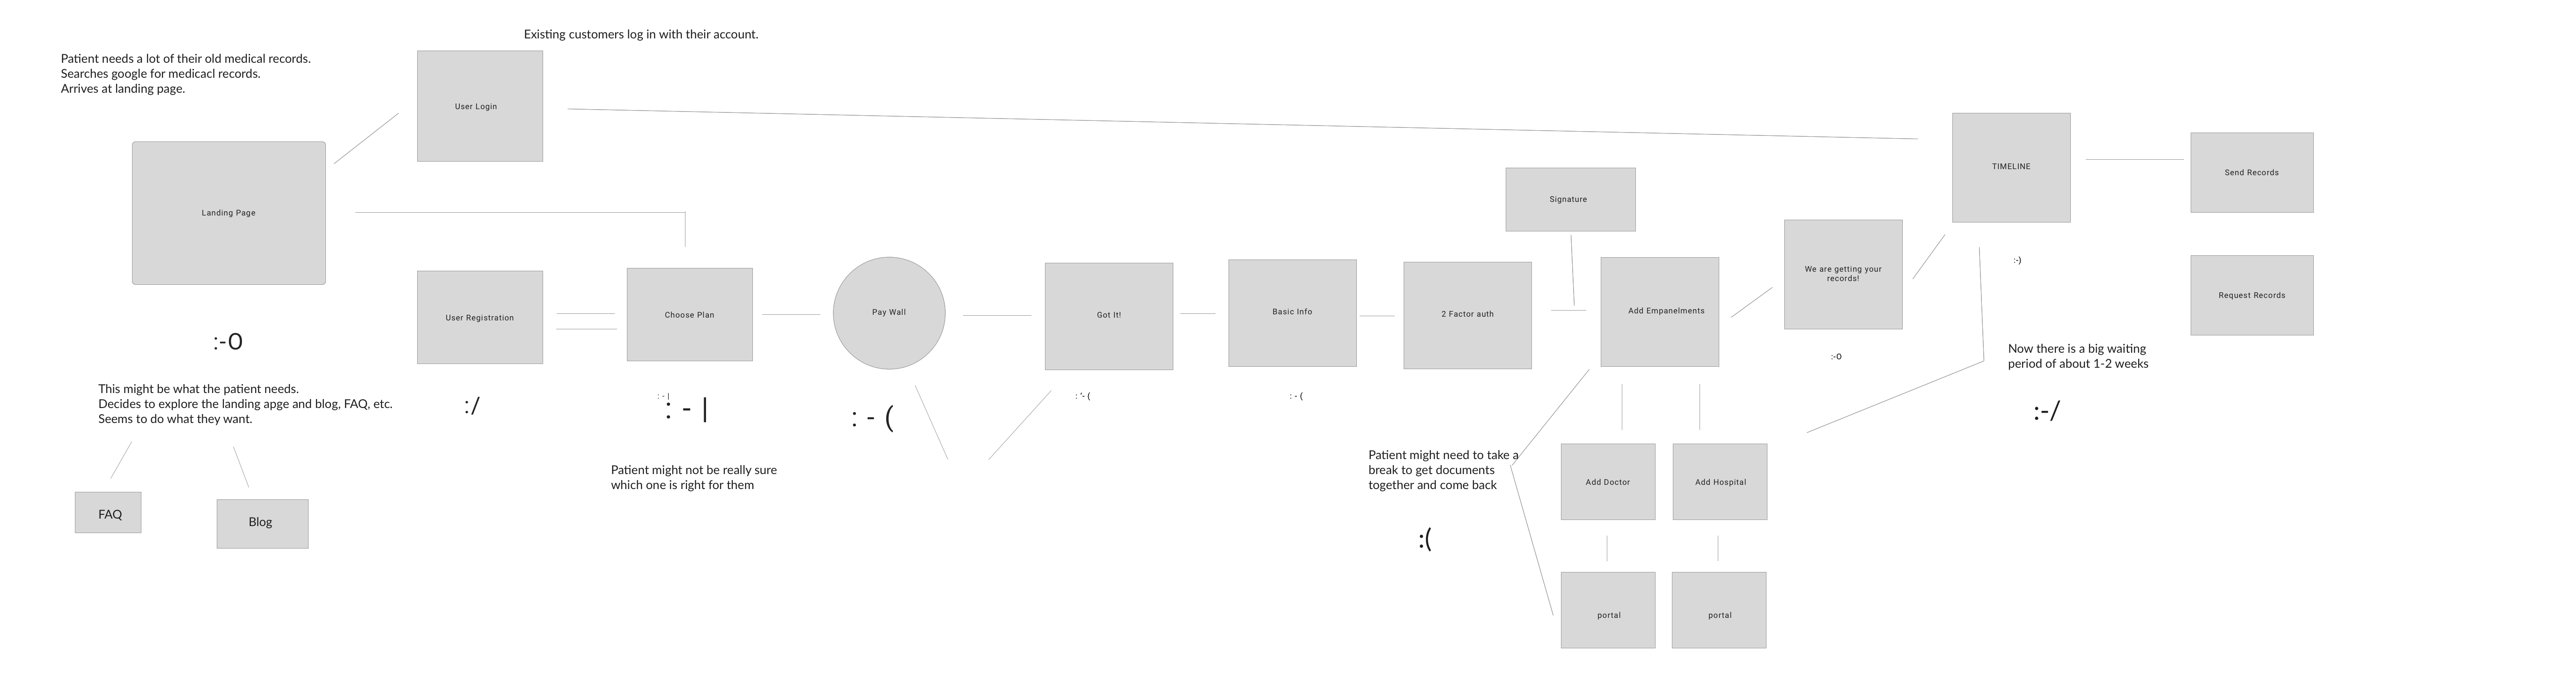 Existing customers log in with their account.
Patient needs a lot of their old medical records.
Searches google for medicacl records.
Arrives at landing page.
User Login
TIMELINE
Send Records
Landing Page
Signature
:-)
We are getting your
records!
Request Records
User Registration
Choose Plan
Pay Wall
Got It!
Basic Info
2 Factor auth
Add Empanelments
:-O
:-O
Now there is a big waiting
period of about 1-2 weeks
This might be what the patient needs.
Decides to explore the landing apge and blog, FAQ, etc.
Seems to do what they want.
:/
: - |
: - |
: - (
: '- (
: - (
:-/
Patient might not be really sure
which one is right for them
Patient might need to take a
break to get documents
together and come back
:(
Add Doctor
Add Hospital
FAQ
Blog
portal
portal